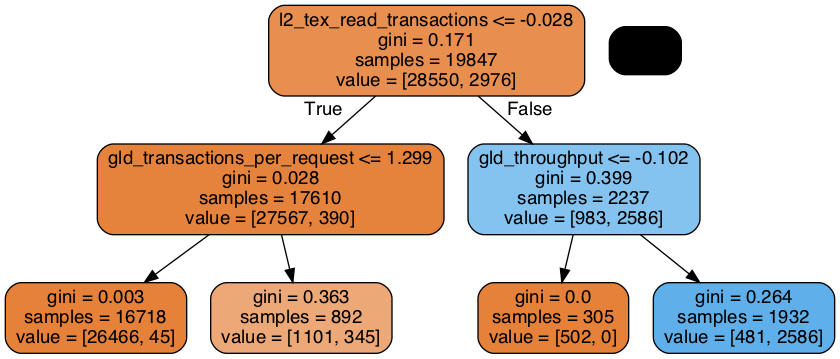 l2_tex_read_transactions <= -0.028
gini = 0.171
samples = 19847
value = [28550, 2976]
True
False
gld_transactions_per_request <= 1.299
gini = 0.028
samples = 17610
value = [27567, 390]
gld_throughput <= -0.102
gini = 0.399
samples = 2237
value = [983, 2586]
gini = 0.003
samples = 16718
value = [26466, 45]
gini = 0.363
samples = 892
value = [1101, 345]
gini = 0.0
samples = 305
value = [502, 0]
gini = 0.264
samples = 1932
value = [481, 2586]